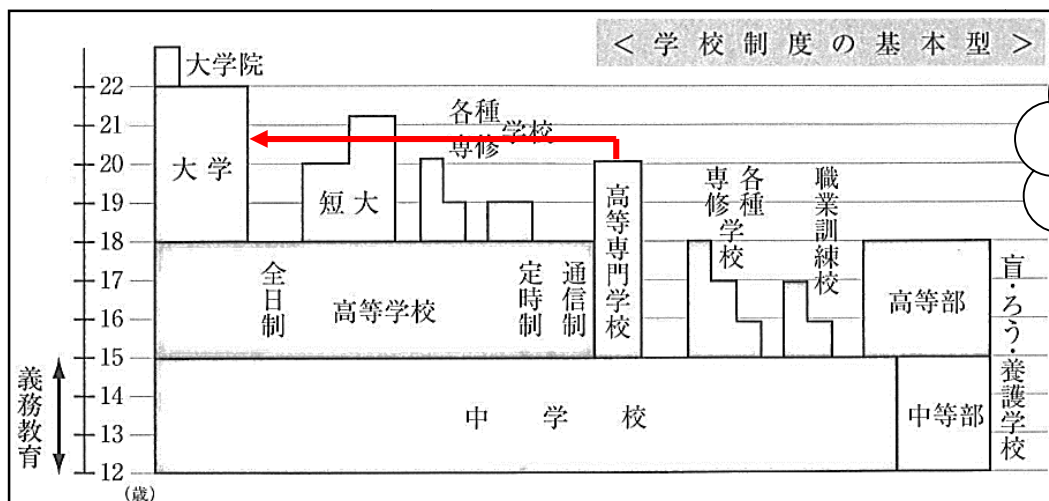 ＜学校制度の基本型＞
22
21
20
19
18
17
16
15
14
13
12
(歳)
義務教育
大学院
大学
短大
各種
専修
学校
高等専門学校
専修
各種
学校
職業訓練校
全日制
高等学校
定時制
通信制
高等部
盲・ろう・養護学校
中学校
中等部